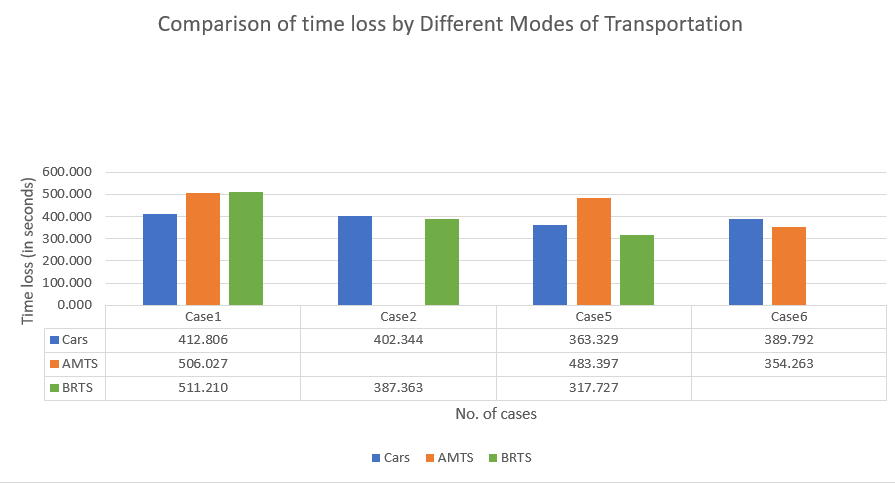 Comparison of time loss by Different Modes of Transportation
Time loss (in seconds)
600.000
500.000
400.000
300.000
200.000
100.000
0.000
Case1 Case2 Case5 Case6
Cars 412.806 402.344 363.329 389.792
AMTS 506.027 483.397 354.263
BRTS 511.210 387.363 317.727
No. of cases
Cars AMTS BRTS